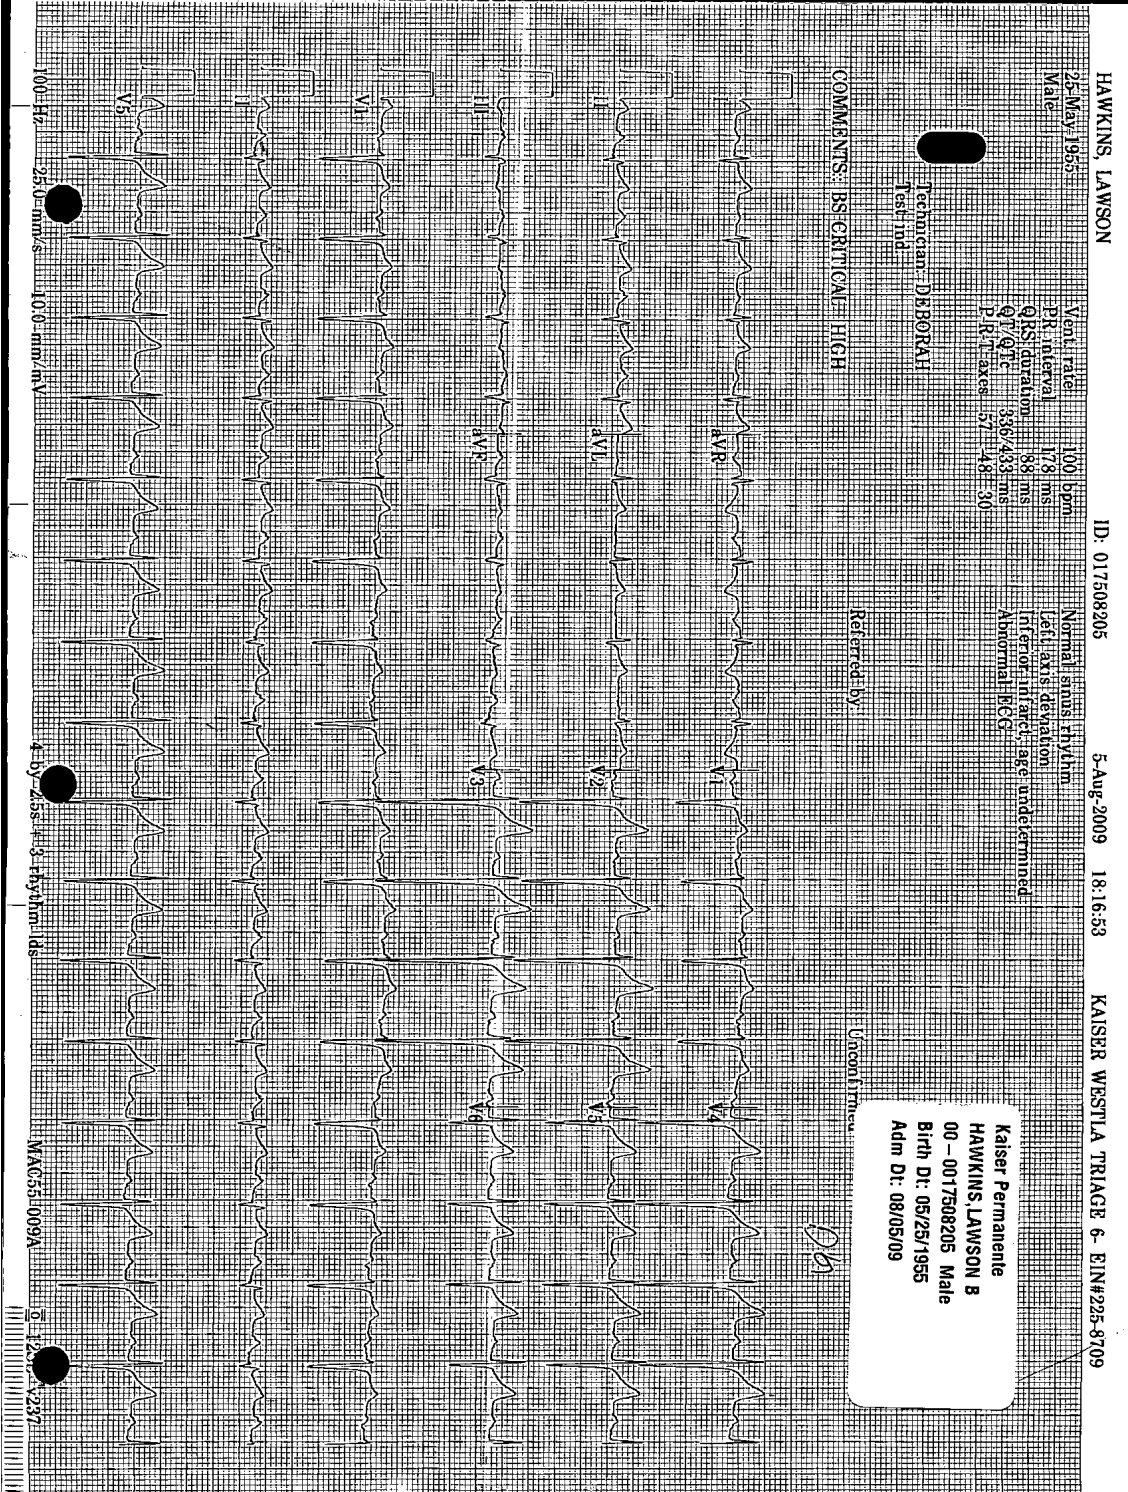 HAWKINS, LAWSON
ID: 017508205
5-Aug-2009 18:16:53
KAISER WESTLA TRIAGE 6- EIN#225-8709
25-May-1955
Male
Vent. rate 100 bpm
PR interval 178 ms
QRS duration 88 ms
QT/QTc 336/433 ms
P-R-T axes 57 -48 30
Normal sinus rhythm
Left axis deviation
Inferior infarct, age undetermined
Abnormal ECG
Technician: DEBORAH
Test ind:
COMMENTS: BS CRITICAL HIGH
Referred by:
Unconfirmed
Kaiser Permanente
HAWKINS,LAWSON B
00-0017508205 Male
Birth Dt: 05/25/1955
Adm Dt: 08/05/09
aVR
V1
V4
II
aVL
V2
V5
III
aVF
V3
V6
V1
II
V5
100 Hz 25.0 mm/s 10.0 mm/mV
4 by 2.5s + 3 rhythm lds
MAC55 009A
v237